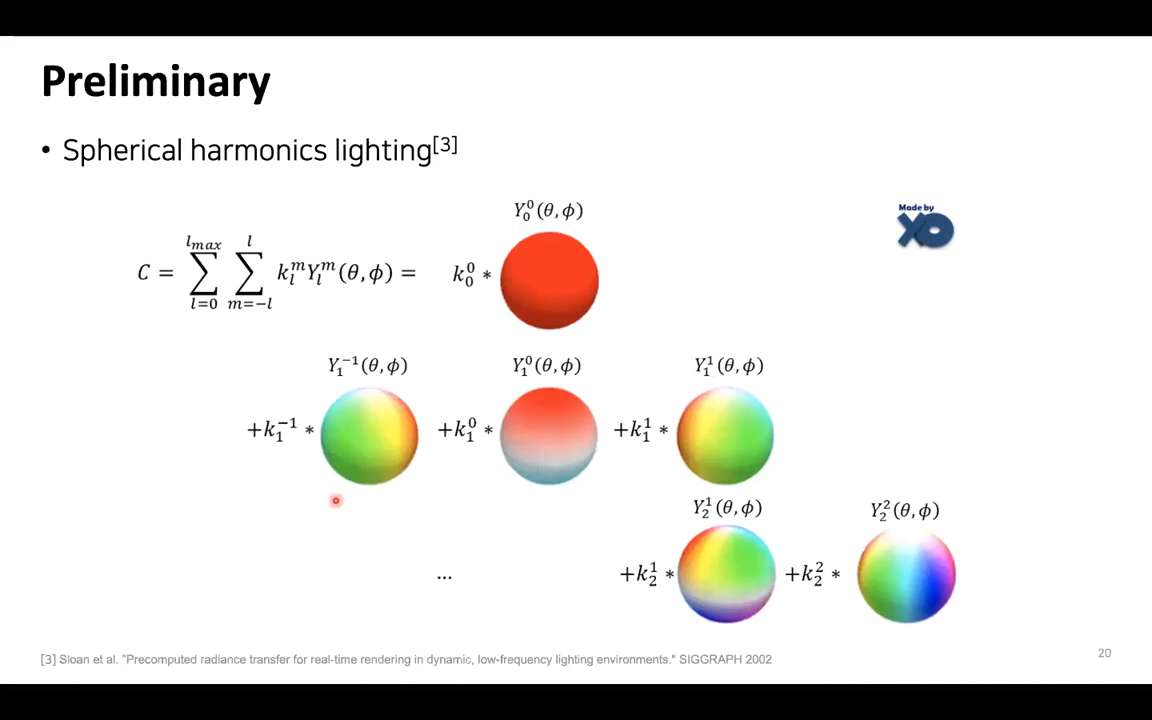 Preliminary
• Spherical harmonics lighting[3]
Made by
XO
Y₀⁰(θ,ϕ)
C = ∑_{l=0}^{l_{max}} ∑_{m=-l}^{l} k_l^m Y_l^m(θ,ϕ) = k₀⁰ *
Y₁⁻¹(θ,ϕ) Y₁⁰(θ,ϕ) Y₁¹(θ,ϕ)
+k₁⁻¹ * +k₁⁰ * +k₁¹ *
Y₂¹(θ,ϕ) Y₂²(θ,ϕ)
... +k₂¹ * +k₂² *
[3] Sloan et al. "Precomputed radiance transfer for real-time rendering in dynamic, low-frequency lighting environments." SIGGRAPH 2002
20